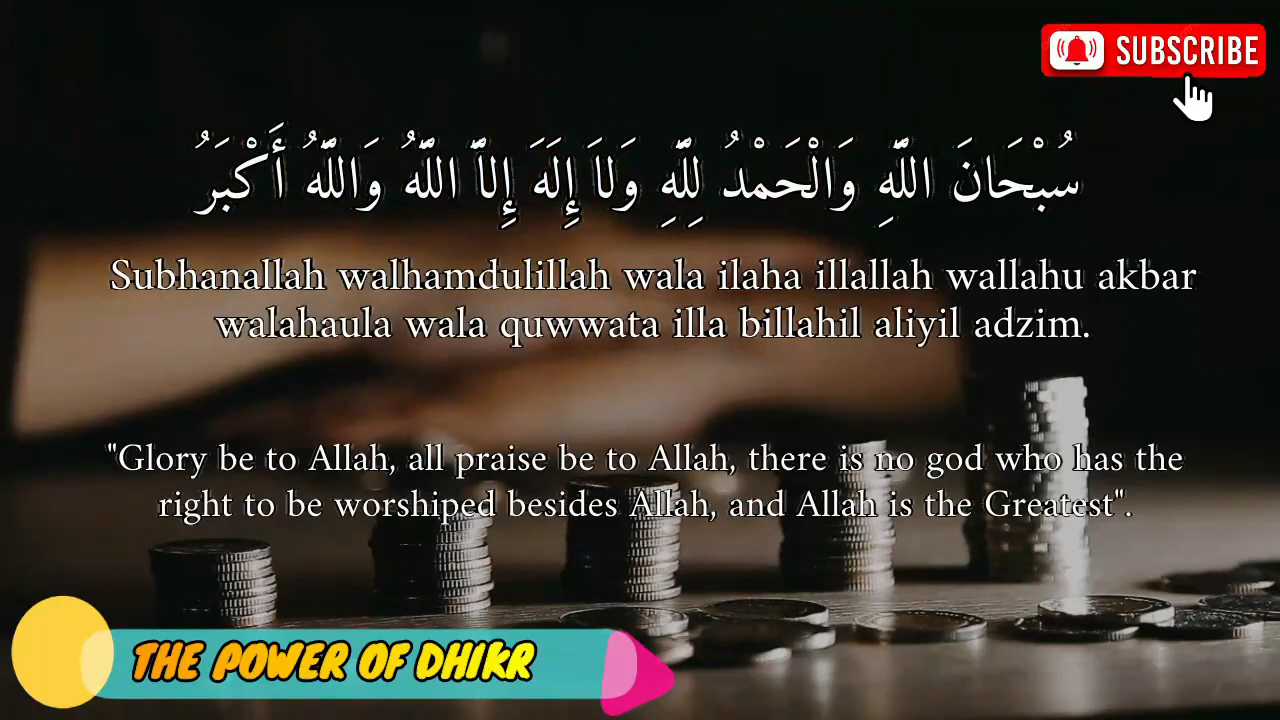 SUBSCRIBE
سُبْحَانَ اللّهِ وَالْحَمْدُ لِلّهِ وَلاَ إِلَهَ إِلاَّ اللّهُ وَاللّهُ أَكْبَرُ
Subhanallah walhamdulillah wala ilaha illallah wallahu akbar
walahaula wala quwwata illa billahil aliyil adzim.
"Glory be to Allah, all praise be to Allah, there is no god who has the
right to be worshiped besides Allah, and Allah is the Greatest".
THE POWER OF DHIKR